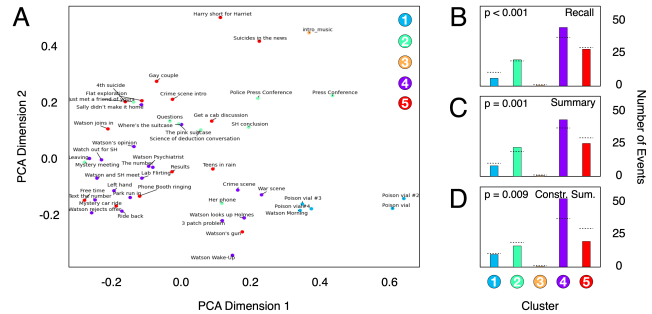 A
Harry short for Harriet
intro_music
Suicides in the news
1
2
3
4
5
0.4
0.2
0.0
-0.2
PCA Dimension 2
Gay couple
4th suicide
Flat exploration
Just met a friend of yours
Sally didn't make it home
Crime scene intro
Police Press Conference
Press Conference
Watson joins in
Questions
Where's the suitcase
Get a cab discussion
SH conclusion
The pink suitcase
Science of deduction conversation
Watson's opinion
Watch out for SH
Leaving
Mystery meeting
Watson Psychiatrist
The number
Results
Teens in rain
Watson and SH meet
Lab Flirting
Left hand
Phone Booth ringing
Crime scene
War scene
Free time
Text the number
Park run in
Mystery car ride
Watson rejects offer
Ride back
Her phone
Poison vial #3
Poison vial #2
Poison vial#4
Poison vial
Watson Morning
Watson looks up Holmes
3 patch problem
Watson's gun
Watson Wake-Up
-0.2
0.0
0.2
0.4
0.6
PCA Dimension 1
B
p < 0.001
Recall
50
25
0
C
p = 0.001
Summary
50
25
0
D
p = 0.009
Constr. Sum.
50
25
0
Number of Events
1
2
3
4
5
Cluster